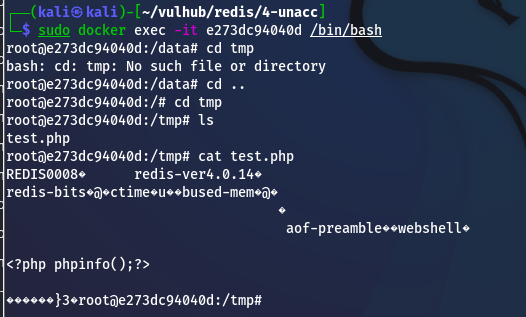 ┌──(kali㉿kali)-[~/vulhub/redis/4-unacc]
└─$ sudo docker exec -it e273dc94040d /bin/bash
root@e273dc94040d:/data# cd tmp
bash: cd: tmp: No such file or directory
root@e273dc94040d:/data# cd ..
root@e273dc94040d:/# cd tmp
root@e273dc94040d:/tmp# ls
test.php
root@e273dc94040d:/tmp# cat test.php
REDIS0008�      redis-ver4.0.14�
redis-bits�@�ctime�u��bused-mem�@�
�
aof-preamble��webshell�
<?php phpinfo();?>
������}3�root@e273dc94040d:/tmp#